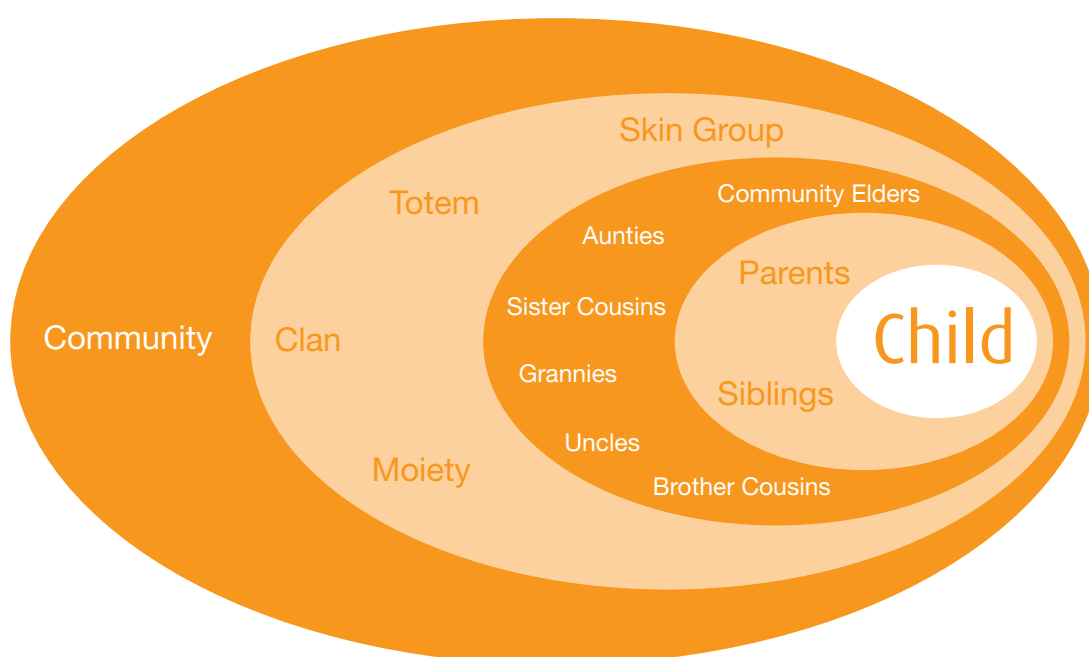 Skin Group
Community Elders
Totem
Aunties
Parents
Sister Cousins
Child
Community
Clan
Grannies
Siblings
Uncles
Moiety
Brother Cousins